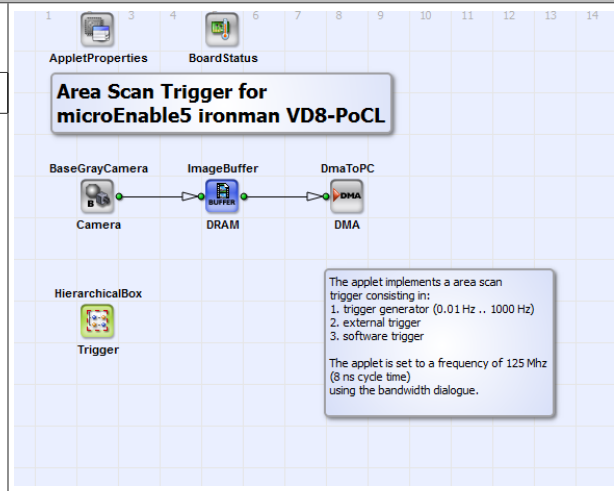 1 3 4 6 7 8 9 10 11 12 13 14
AppletProperties BoardStatus
Area Scan Trigger for
microEnable5 ironman VD8-PoCL
BaseGrayCamera ImageBuffer DmaToPC
B BUFFER DMA
Camera DRAM DMA
HierarchicalBox
Trigger
The applet implements a area scan
trigger consisting in:
1. trigger generator (0.01 Hz .. 1000 Hz)
2. external trigger
3. software trigger
The applet is set to a frequency of 125 Mhz
(8 ns cycle time)
using the bandwidth dialogue.